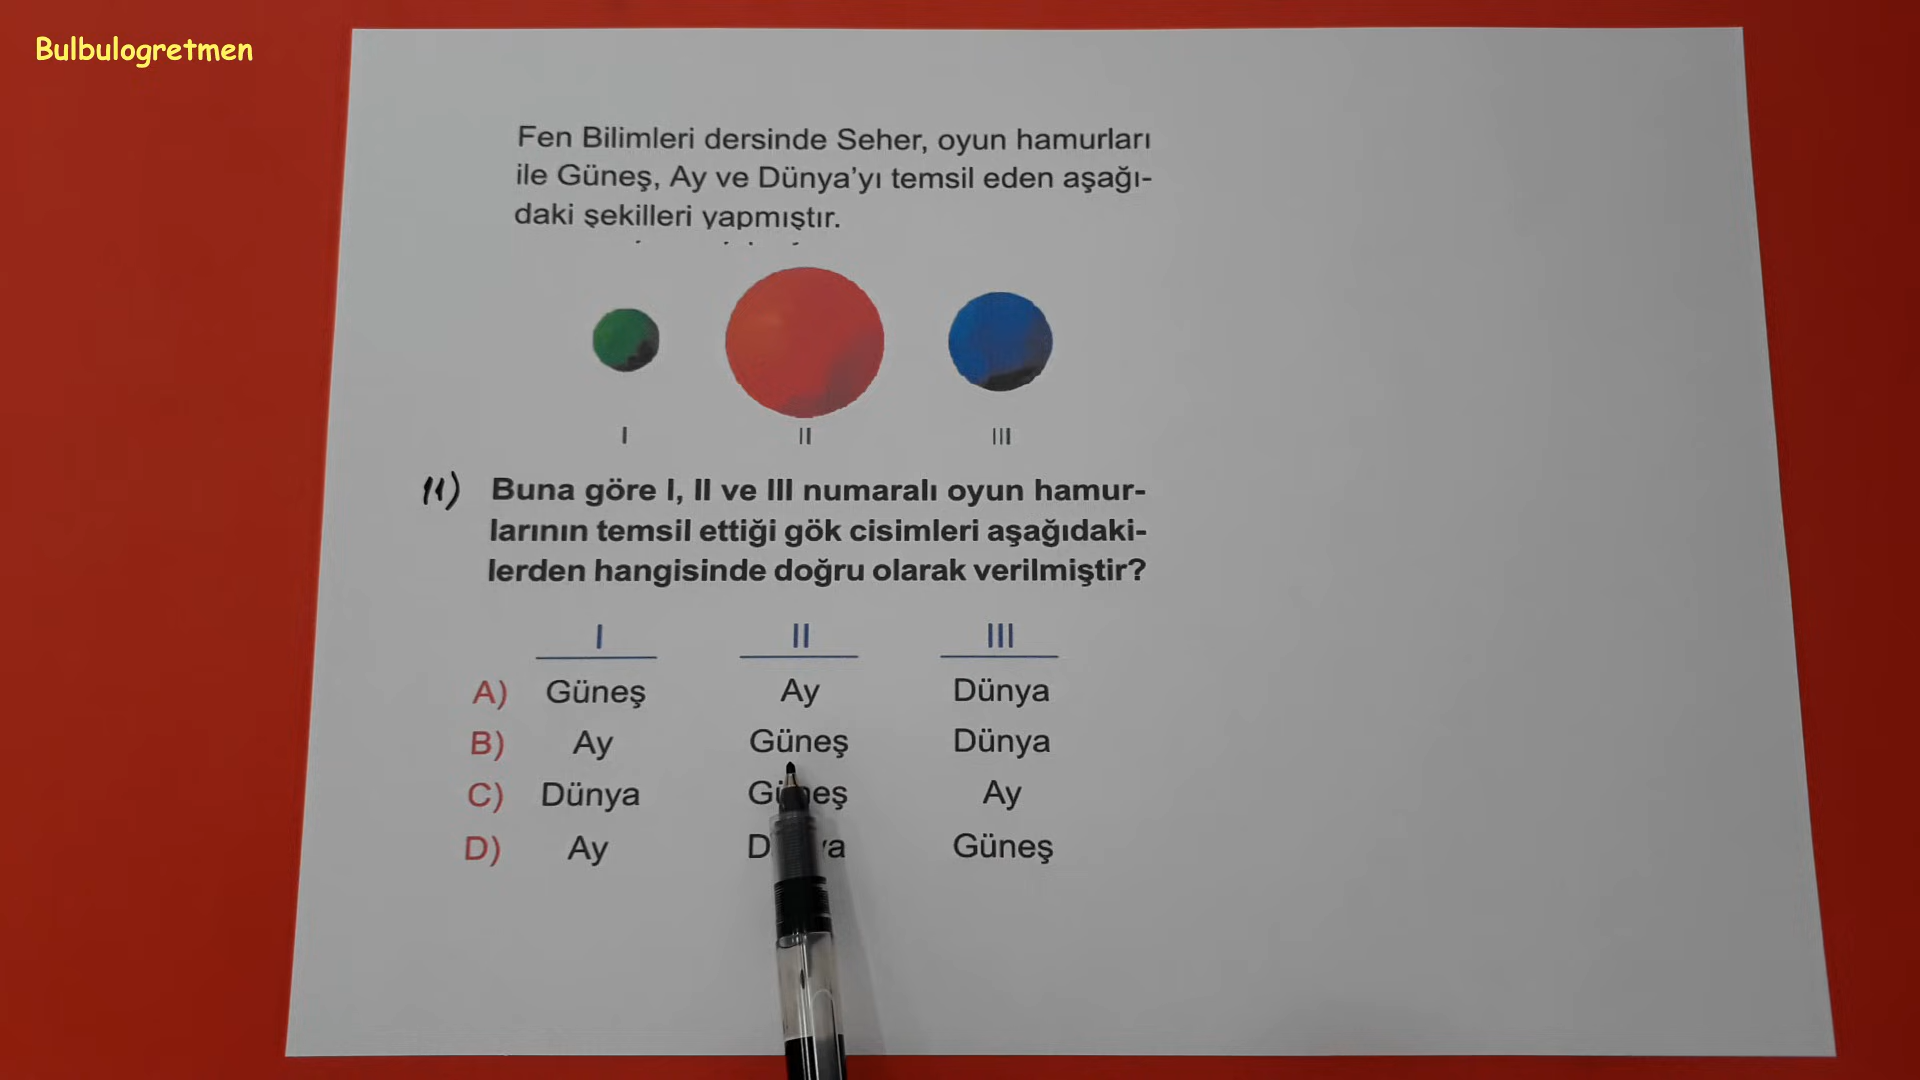 Bulbulogretmen
Fen Bilimleri dersinde Seher, oyun hamurları
ile Güneş, Ay ve Dünya'yı temsil eden aşağı-
daki şekilleri yapmıştır.
I II III
11) Buna göre I, II ve III numaralı oyun hamur-
larının temsil ettiği gök cisimleri aşağıdaki-
lerden hangisinde doğru olarak verilmiştir?
I II III
A) Güneş Ay Dünya
B) Ay Güneş Dünya
C) Dünya Güneş Ay
D) Ay Dünya Güneş